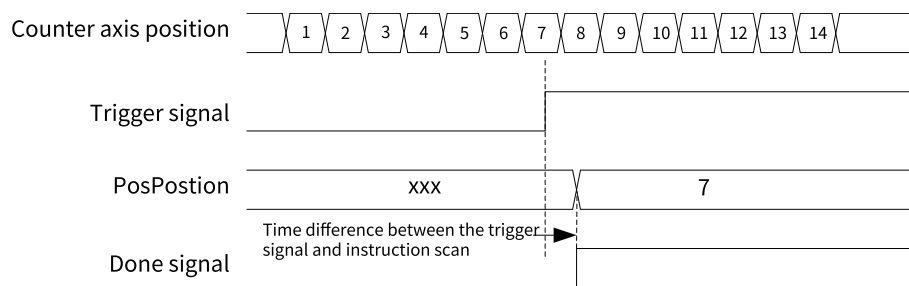 Counter axis position 1 2 3 4 5 6 7 8 9 10 11 12 13 14
Trigger signal
PosPostion xxx 7
Time difference between the trigger
signal and instruction scan
Done signal